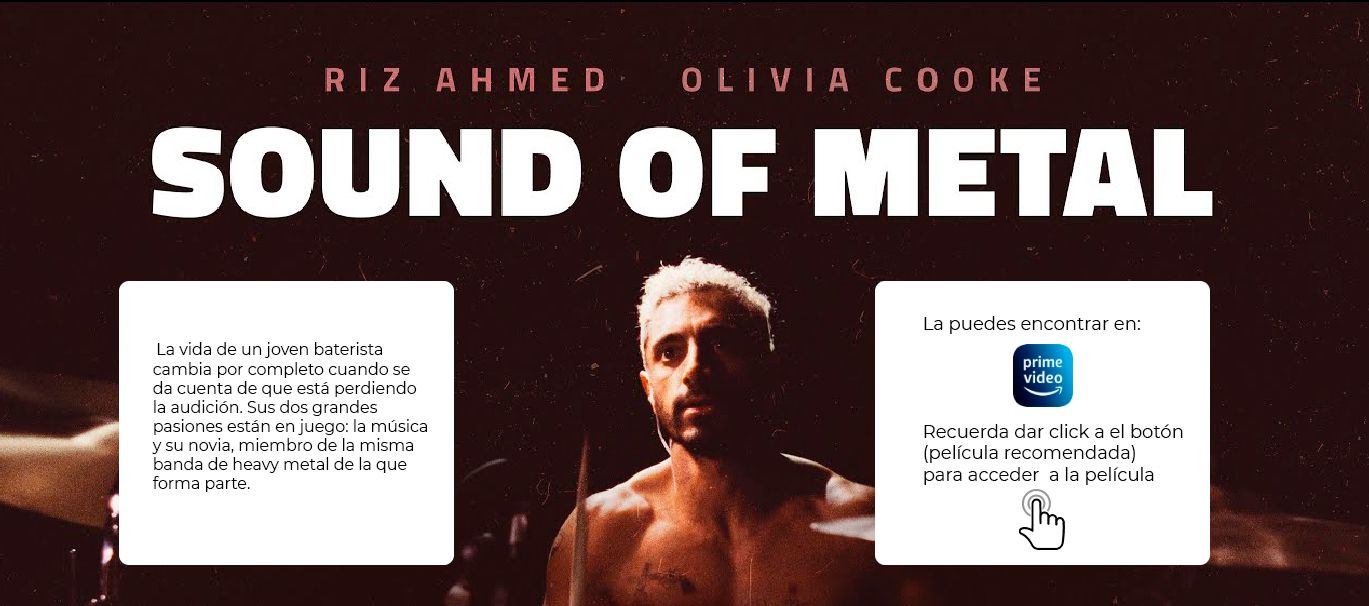 RIZ AHMED OLIVIA COOKE
SOUND OF METAL
La vida de un joven baterista
cambia por completo cuando se
da cuenta de que está perdiendo
la audición. Sus dos grandes
pasiones están en juego: la música
y su novia, miembro de la misma
banda de heavy metal de la que
forma parte.
La puedes encontrar en:
prime
video
Recuerda dar click a el botón
(película recomendada)
para acceder a la película